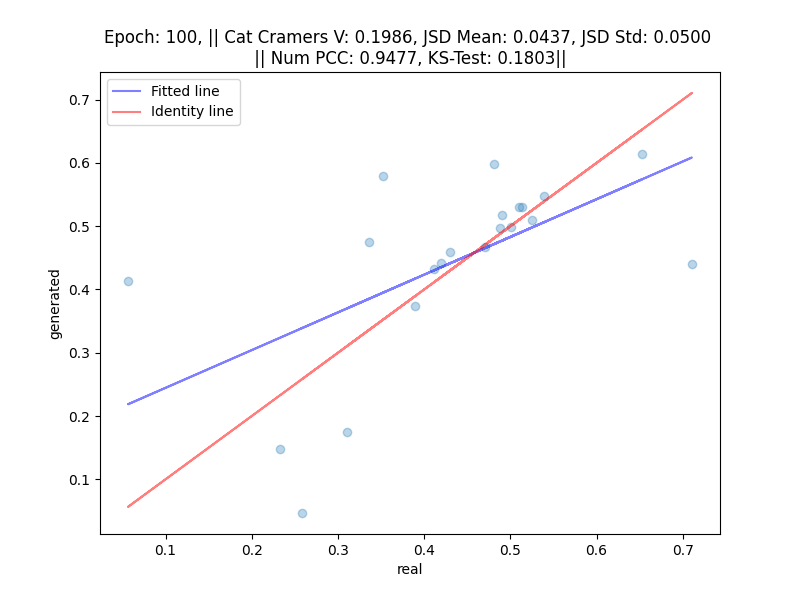 Epoch: 100, || Cat Cramers V: 0.1986, JSD Mean: 0.0437, JSD Std: 0.0500
|| Num PCC: 0.9477, KS-Test: 0.1803||
Fitted line
Identity line
0.7
0.6
0.5
0.4
0.3
0.2
0.1
generated
0.1 0.2 0.3 0.4 0.5 0.6 0.7
real